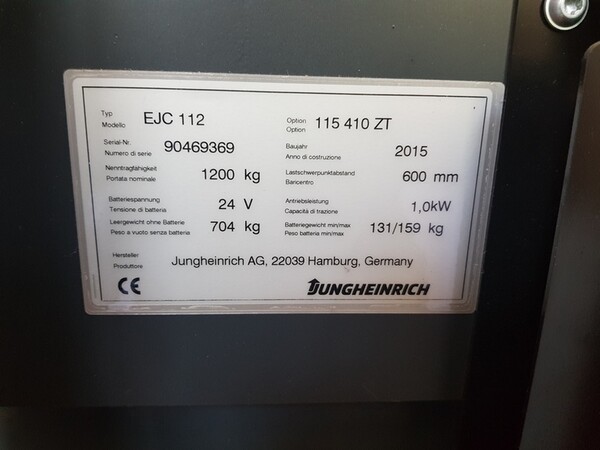 Typ
Modello EJC 112 Option
Option 115 410 ZT
Serial-Nr.
Numero di serie 90469369 Baujahr
Anno di costruzione 2015
Nenntragfähigkeit
Portata nominale 1200 kg Lastschwerpunktabstand
Baricentro 600 mm
Batteriespannung
Tensione di batteria 24 V Antriebsleistung
Capacità di trazione 1,0kW
Leergewicht ohne Batterie
Peso a vuoto senza batteria 704 kg Batteriegewicht min/max
Peso batteria min/max 131/159 kg
Hersteller
Produttore Jungheinrich AG, 22039 Hamburg, Germany
CE JUNGHEINRICH